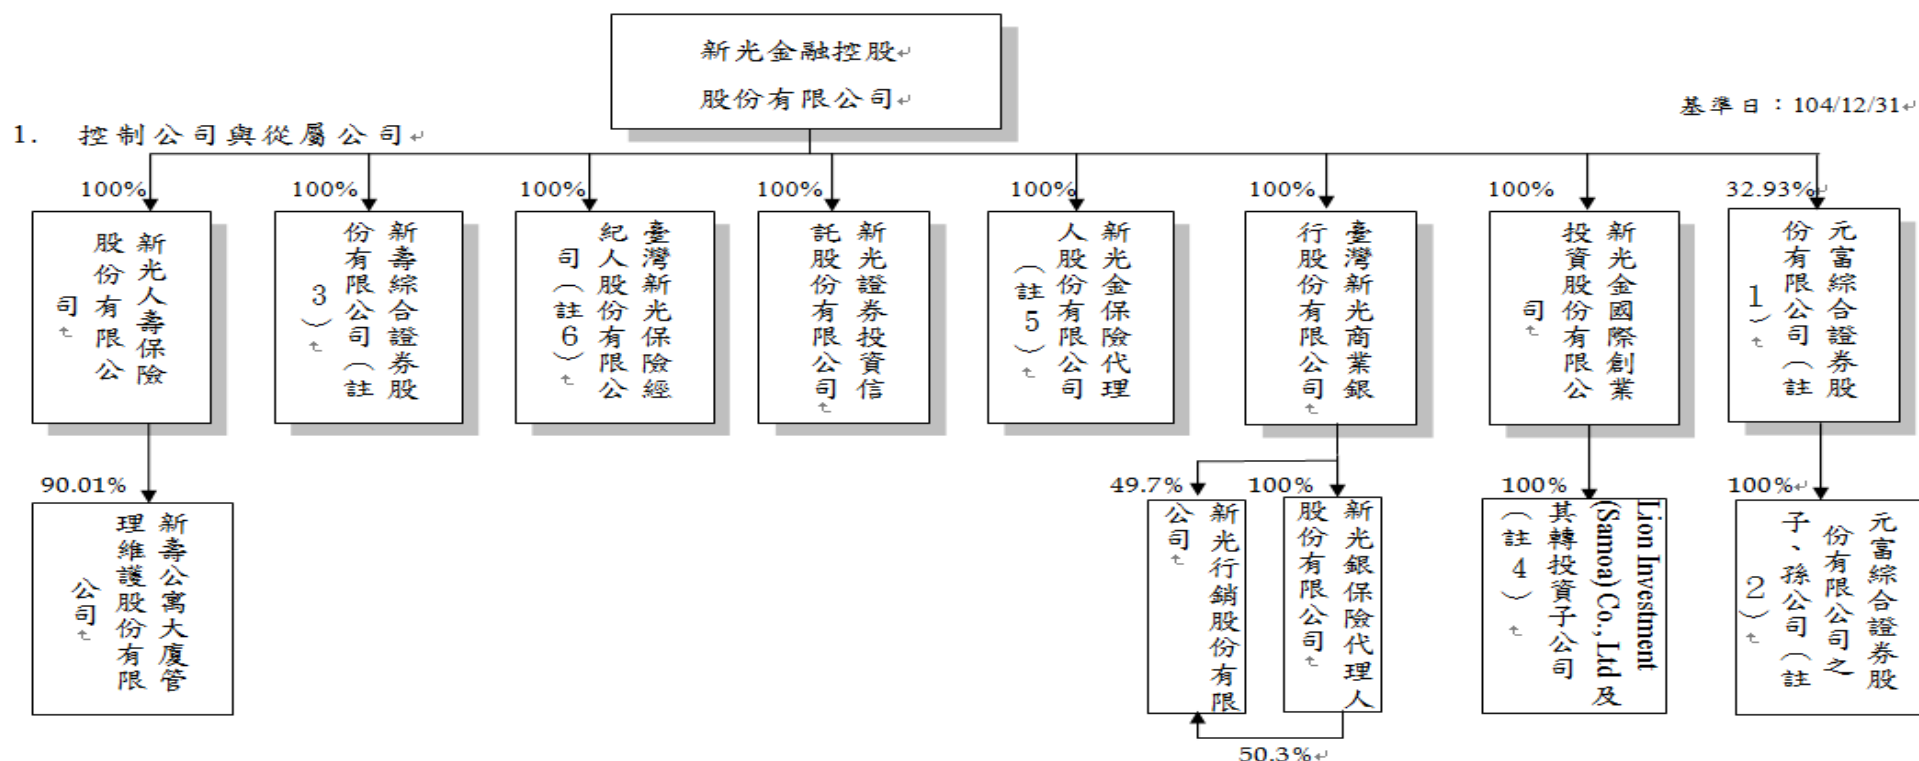 新光金融控股
股份有限公司
基準日：104/12/31
1. 控制公司與從屬公司
100%
100%
100%
100%
100%
100%
100%
32.93%
新光人壽保險
股份有限公
司
新壽綜合證券股
份有限公司（註
3）
臺灣新光保險經
紀人股份有限公
司（註6）
新光證券投資信
託股份有限公司
新光金保險代理
人股份有限公司
（註5）
臺灣新光商業銀
行股份有限公司
新光金國際創業
投資股份有限公
司
元富綜合證券股
份有限公司（註
1）
90.01%
49.7%
100%
100%
100%
新壽公寓大廈管
理維護股份有限
公司
新光行銷股份有限
公司
新光銀保險代理人
股份有限公司
Lion Investment
(Samoa) Co., Ltd 及
其轉投資子公司
（註4）
元富綜合證券股
份有限公司之
子、孫公司（註
2）
50.3%